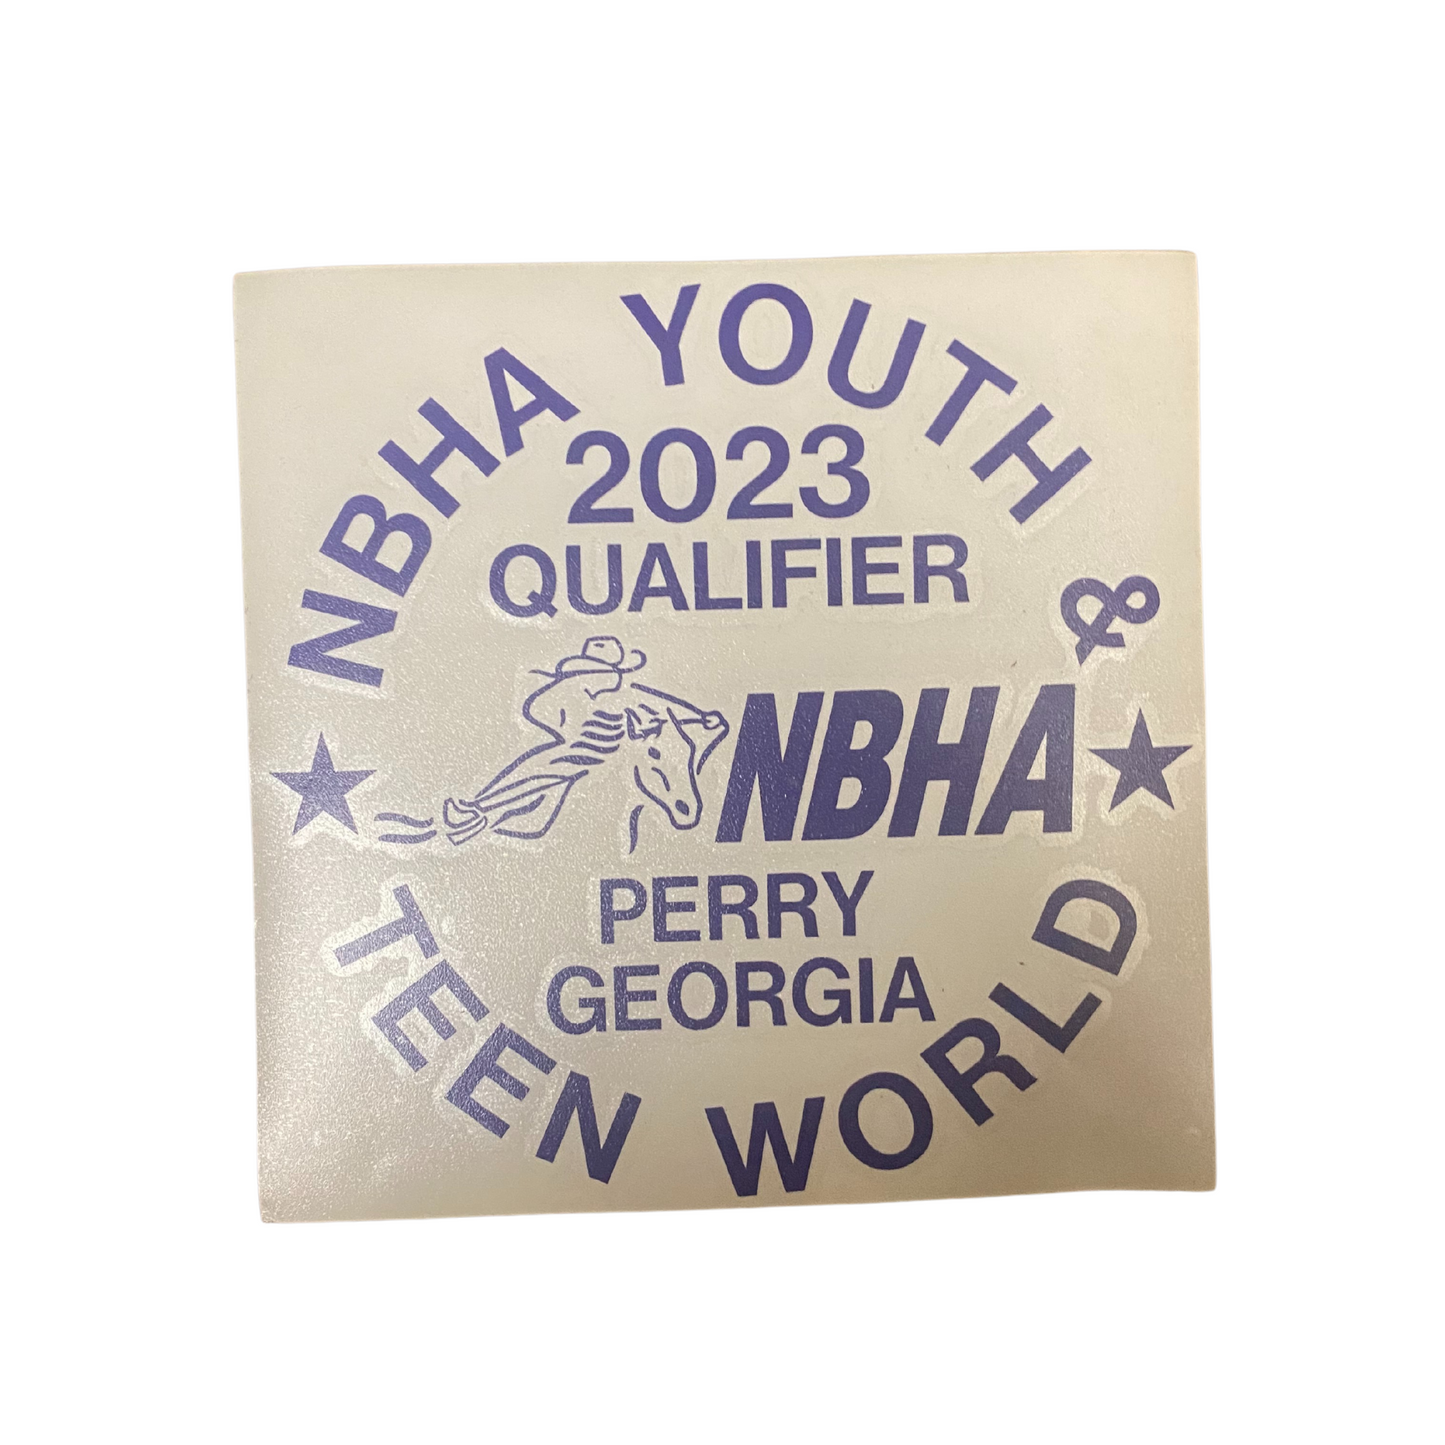 NBHA YOUTH &
2023
QUALIFIER
NBHA
PERRY
GEORGIA
TEEN WORLD